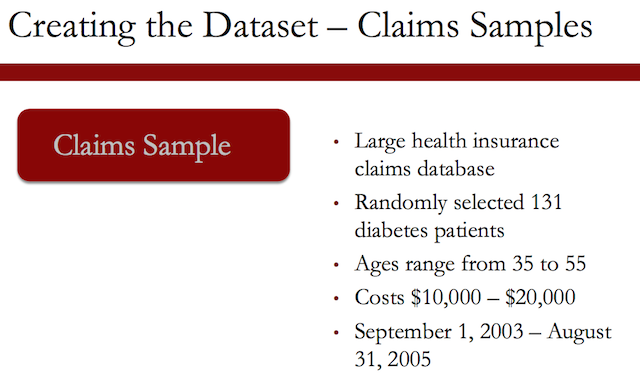 Creating the Dataset – Claims Samples
Claims Sample
• Large health insurance
claims database
• Randomly selected 131
diabetes patients
• Ages range from 35 to 55
• Costs $10,000 – $20,000
• September 1, 2003 – August
31, 2005